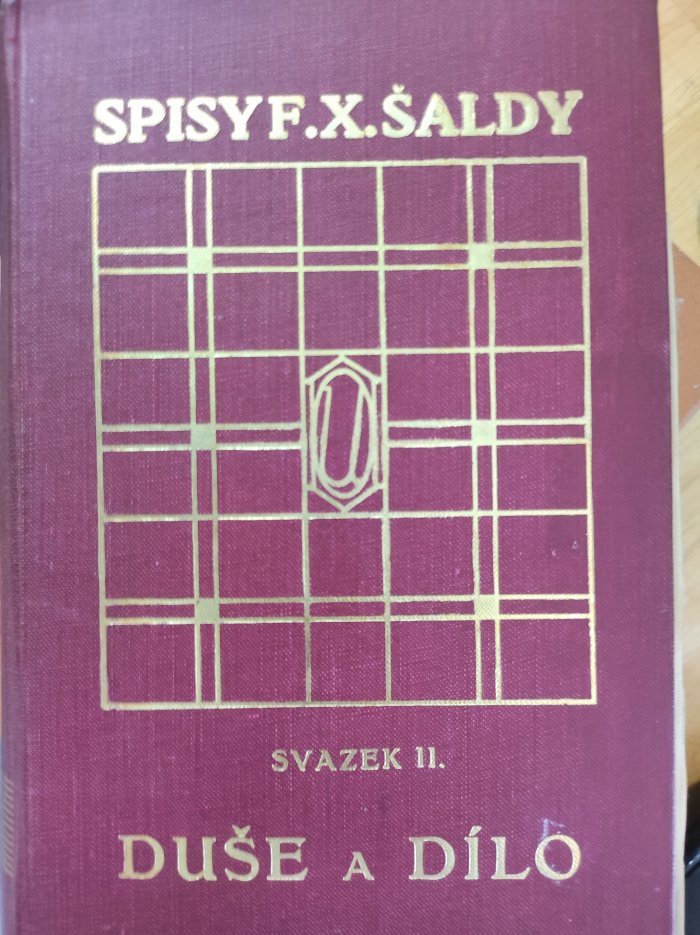 SPISY F. X. ŠALDY
SVAZEK II.
DUŠE A DÍLO